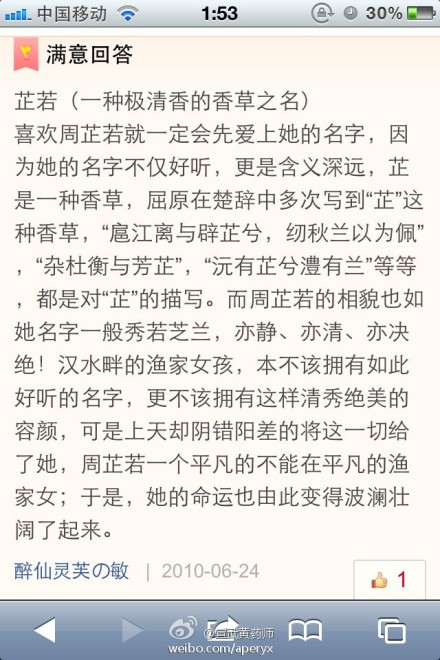 中国移动 1:53 30%
满意回答
芷若（一种极清香的香草之名）
喜欢周芷若就一定会先爱上她的名字，因
为她的名字不仅好听，更是含义深远，芷
是一种香草，屈原在楚辞中多次写到“芷”这
种香草，“扈江离与辟芷兮，纫秋兰以为佩”
，“杂杜衡与芳芷”，“沅有芷兮澧有兰”等等
，都是对“芷”的描写。而周芷若的相貌也如
她名字一般秀若芝兰，亦静、亦清、亦决
绝！汉水畔的渔家女孩，本不该拥有如此
好听的名字，更不该拥有这样清秀绝美的
容颜，可是上天却阴错阳差的将这一切给
了她，周芷若一个平凡的不能在平凡的渔
家女；于是，她的命运也由此变得波澜壮
阔了起来。
醉仙灵芙の敏 | 2010-06-24
1
黄药师
weibo.com/aperyx